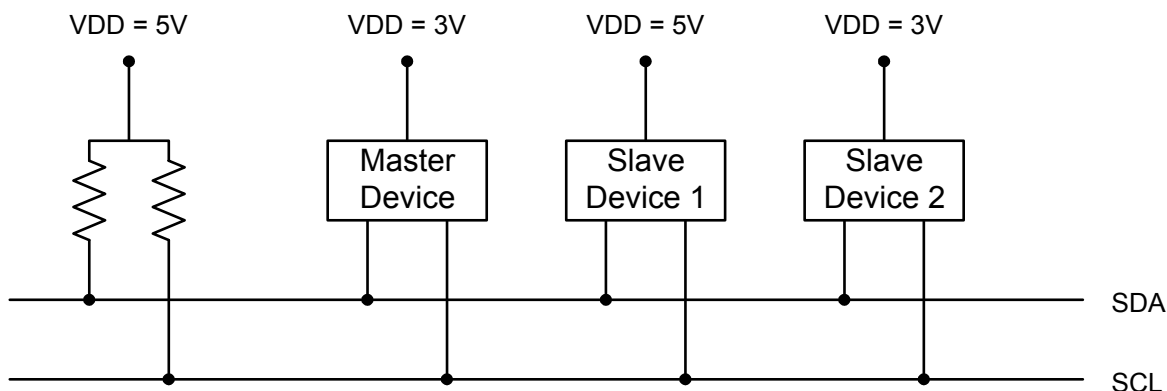 VDD = 5V
VDD = 3V
VDD = 5V
VDD = 3V
Master
Device
Slave
Device 1
Slave
Device 2
SDA
SCL